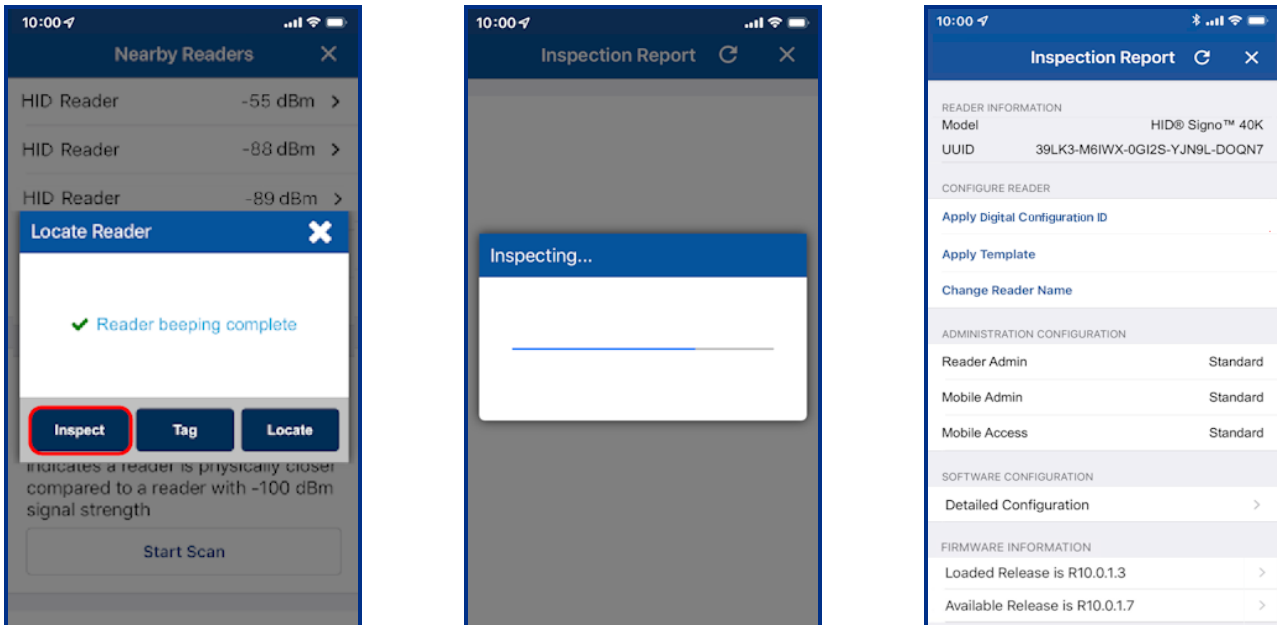 10:00
Nearby Readers
HID Reader -55 dBm
HID Reader -88 dBm
HID Reader -89 dBm
Locate Reader
Reader beeping complete
Inspect Tag Locate
indicates a reader is physically closer
compared to a reader with -100 dBm
signal strength
Start Scan
10:00
Inspection Report
Inspecting...
10:00
Inspection Report
READER INFORMATION
Model HID® Signo™ 40K
UUID 39LK3-M6IWX-0GI2S-YJN9L-DOQN7
CONFIGURE READER
Apply Digital Configuration ID
Apply Template
Change Reader Name
ADMINISTRATION CONFIGURATION
Reader Admin Standard
Mobile Admin Standard
Mobile Access Standard
SOFTWARE CONFIGURATION
Detailed Configuration
FIRMWARE INFORMATION
Loaded Release is R10.0.1.3
Available Release is R10.0.1.7